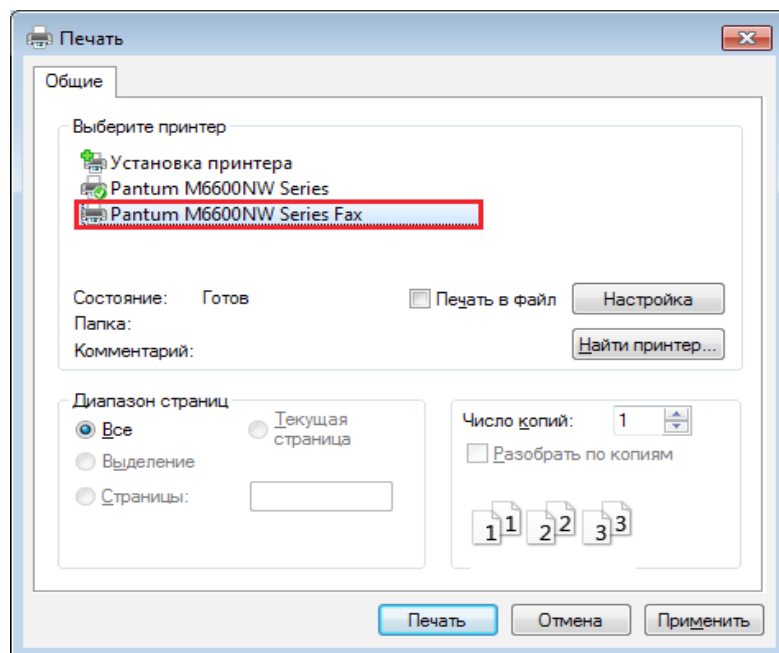 Печать
Общие
Выберите принтер
Установка принтера
Pantum M6600NW Series
Pantum M6600NW Series Fax
Состояние: Готов
Печать в файл
Настройка
Папка:
Комментарий:
Найти принтер...
Диапазон страниц
Все
Текущая
страница
Выделение
Страницы:
Число копий: 1
Разобрать по копиям
1 1 2 2 3 3
Печать
Отмена
Применить